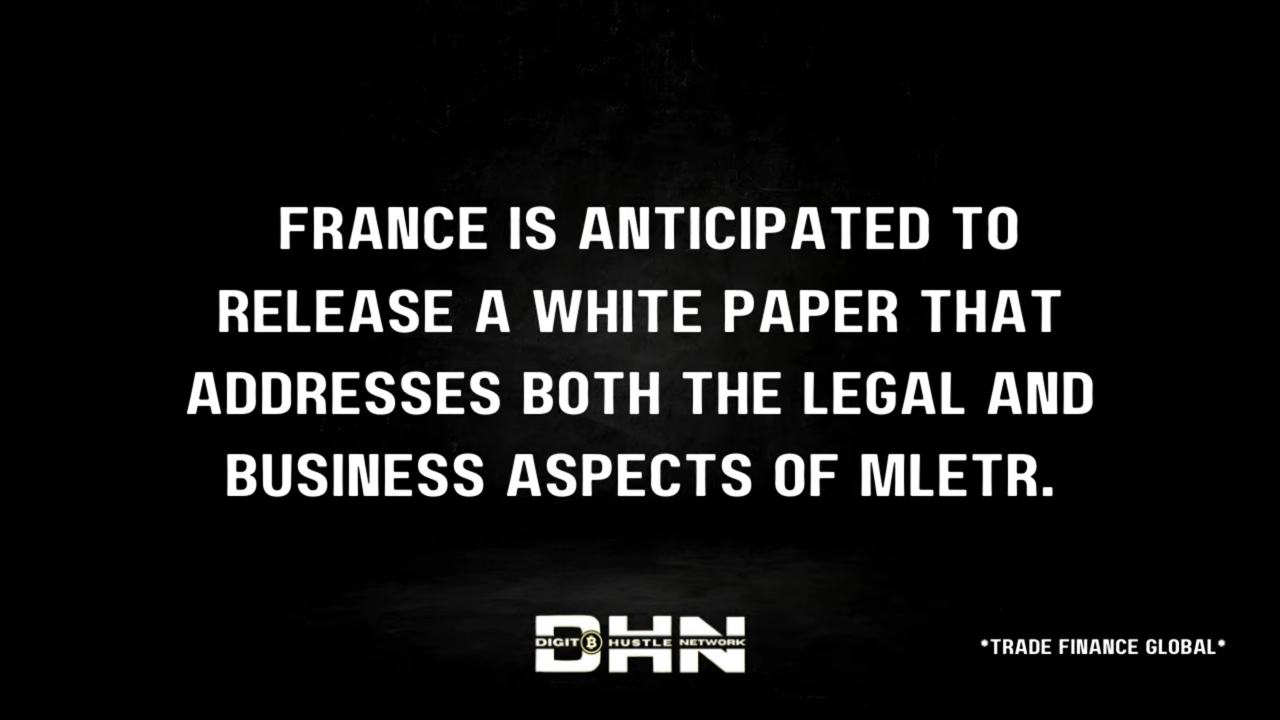 FRANCE IS ANTICIPATED TO
RELEASE A WHITE PAPER THAT
ADDRESSES BOTH THE LEGAL AND
BUSINESS ASPECTS OF MLETR.
DHN
DIGIT₿ HUSTLE NETWORK
*TRADE FINANCE GLOBAL*